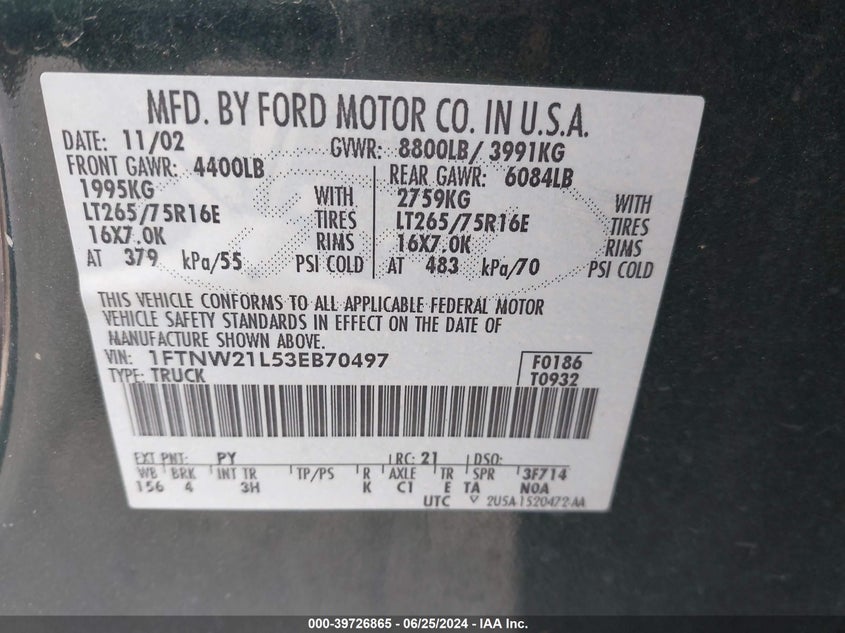 MFD. BY FORD MOTOR CO. IN U.S.A.
DATE: 11/02 GVWR: 8800LB/ 3991KG
FRONT GAWR: 4400LB REAR GAWR: 6084LB
1995KG WITH 2759KG WITH
LT265/75R16E TIRES LT265/75R16E TIRES
16X7.0K RIMS 16X7.0K RIMS
AT 379 kPa/55 PSI COLD AT 483 kPa/70 PSI COLD
THIS VEHICLE CONFORMS TO ALL APPLICABLE FEDERAL MOTOR
VEHICLE SAFETY STANDARDS IN EFFECT ON THE DATE OF
MANUFACTURE SHOWN ABOVE.
VIN: 1FTNW21L53EB70497 F0186
TYPE: TRUCK T0932
EXT PNT: PY RC: 21 DSO:
WB BRK INT TR TP/PS R AXLE TR SPR 3F714
156 4 3H K C1 E TA N0A
UTC 2U5A 1520472 AA
000-39726865 - 06/25/2024 - IAA Inc.